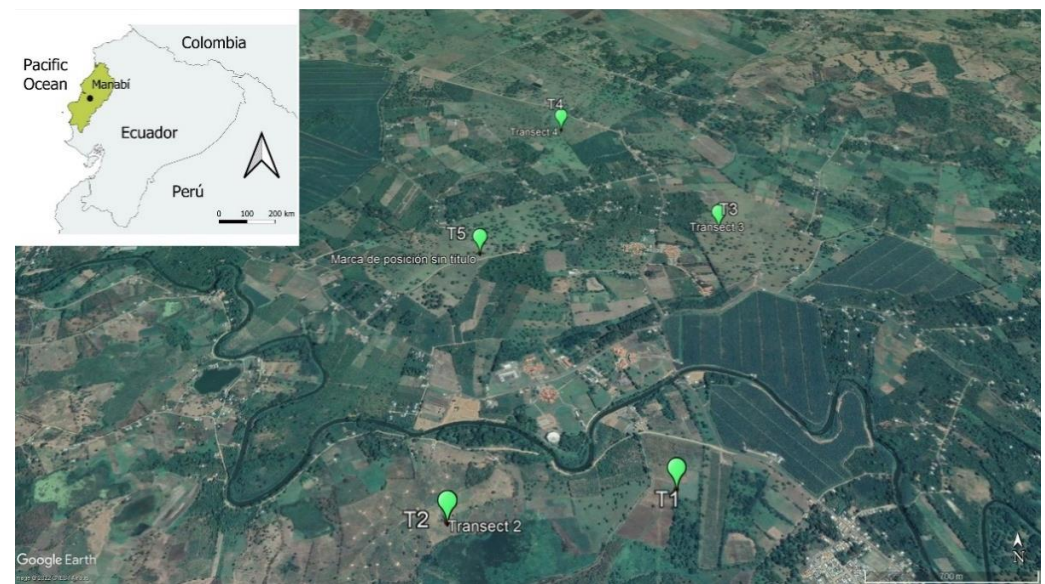 Colombia
Pacific
Ocean
Manabí
Ecuador
Perú
0 100 200 km
T4
Transect 4
T3
Transect 3
T5
Marca de posición sin título
T1
T2
Transect 2
Google Earth
N
700 m